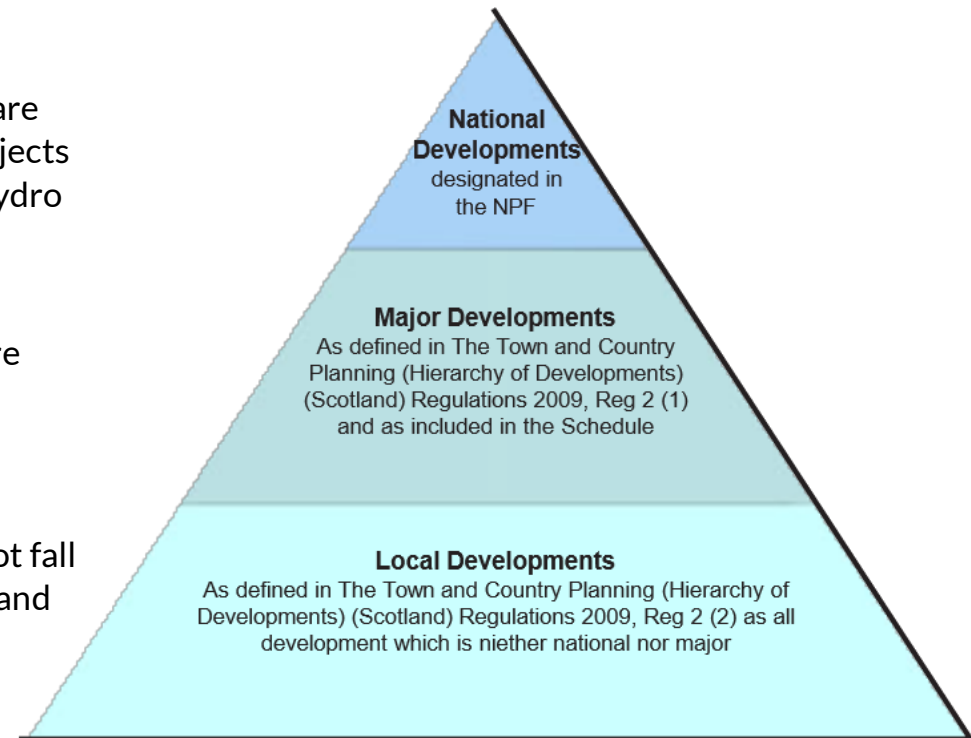 are
jects
ydro
re
ot fall
and
National
Developments
designated in
the NPF
Major Developments
As defined in The Town and Country
Planning (Hierarchy of Developments)
(Scotland) Regulations 2009, Reg 2 (1)
and as included in the Schedule
Local Developments
As defined in The Town and Country Planning (Hierarchy of
Developments) (Scotland) Regulations 2009, Reg 2 (2) as all
development which is niether national nor major